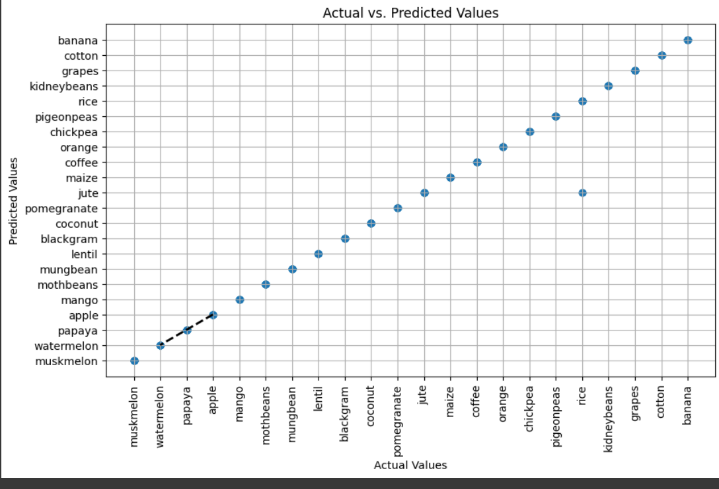 Actual vs. Predicted Values
Predicted Values
banana
cotton
grapes
kidneybeans
rice
pigeonpeas
chickpea
orange
coffee
maize
jute
pomegranate
coconut
blackgram
lentil
mungbean
mothbeans
mango
apple
papaya
watermelon
muskmelon
muskmelon
watermelon
papaya
apple
mango
mothbeans
mungbean
lentil
blackgram
coconut
pomegranate
jute
maize
coffee
orange
chickpea
pigeonpeas
rice
kidneybeans
grapes
cotton
banana
Actual Values